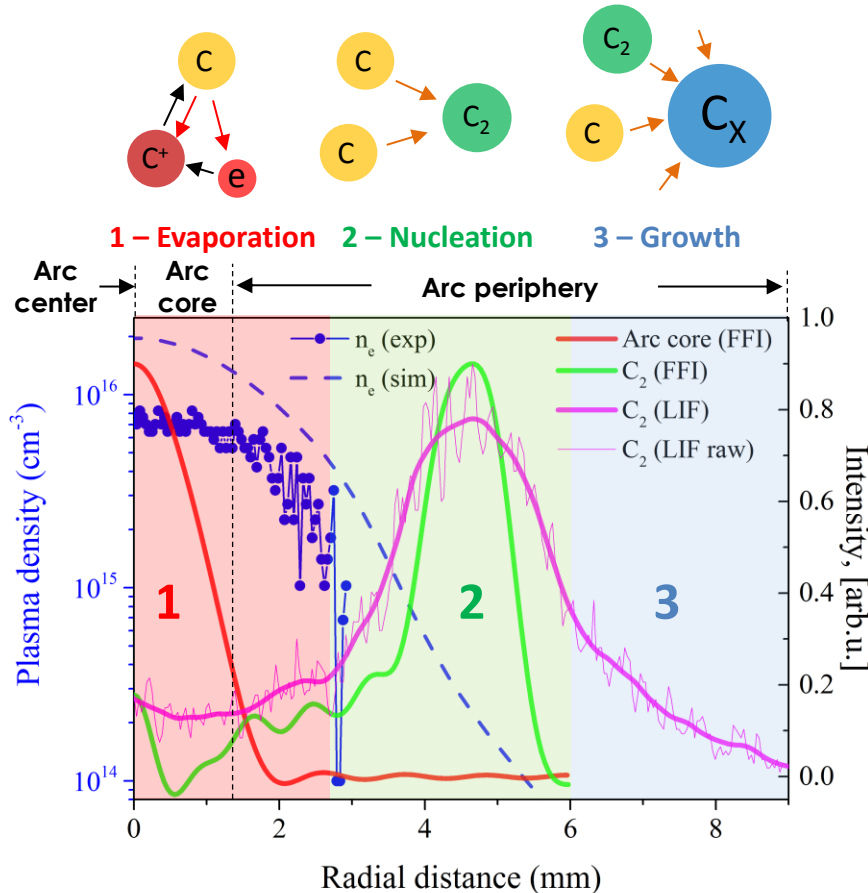 C
C⁺
e
C
C
C₂
C₂
C
Cₓ
1 – Evaporation
2 – Nucleation
3 – Growth
Arc center
Arc core
Arc periphery
n_e (exp)
n_e (sim)
Arc core (FFI)
C₂ (FFI)
C₂ (LIF)
C₂ (LIF raw)
10¹⁶
10¹⁵
10¹⁴
Plasma density (cm⁻³)
1
2
3
1.0
0.8
0.6
0.4
0.2
0.0
Intensity, [arb.u.]
0
2
4
6
8
Radial distance (mm)